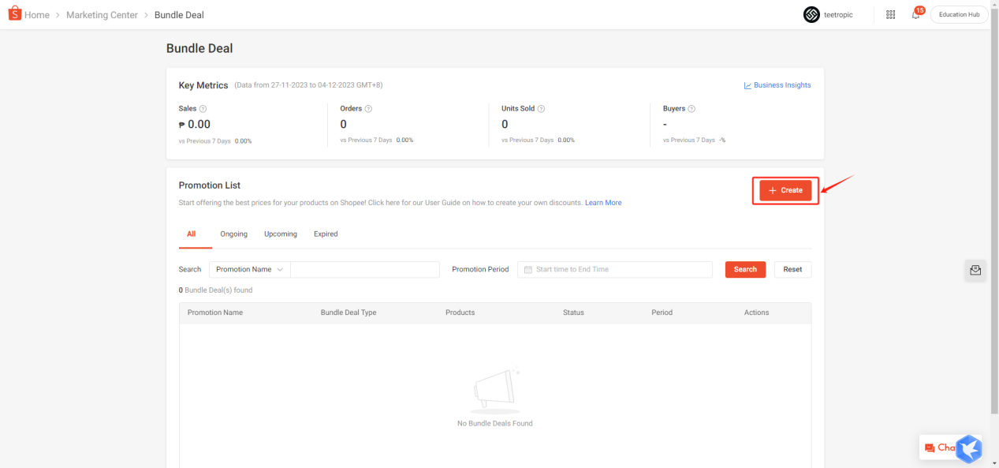 Home > Marketing Center > Bundle Deal
teetropic
15
Education Hub
Bundle Deal
Key Metrics (Data from 27-11-2023 to 04-12-2023 GMT+8)
Business Insights
Sales ?
₱ 0.00
vs Previous 7 Days 0.00%
Orders ?
0
vs Previous 7 Days 0.00%
Units Sold ?
0
vs Previous 7 Days 0.00%
Buyers ?
-
vs Previous 7 Days -%
Promotion List
+ Create
Start offering the best prices for your products on Shopee! Click here for our User Guide on how to create your own discounts. Learn More
All Ongoing Upcoming Expired
Search Promotion Name Promotion Period Start time to End Time Search Reset
0 Bundle Deal(s) found
Promotion Name Bundle Deal Type Products Status Period Actions
No Bundle Deals Found